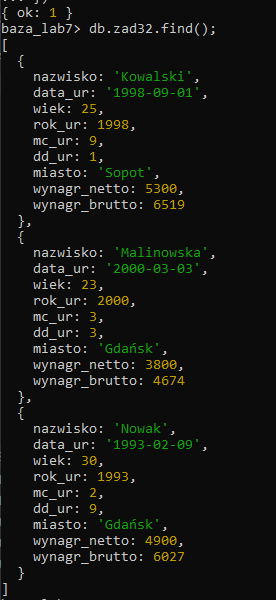 { ok: 1 }
baza_lab7> db.zad32.find();
[
  {
    nazwisko: 'Kowalski',
    data_ur: '1998-09-01',
    wiek: 25,
    rok_ur: 1998,
    mc_ur: 9,
    dd_ur: 1,
    miasto: 'Sopot',
    wynagr_netto: 5300,
    wynagr_brutto: 6519
  },
  {
    nazwisko: 'Malinowska',
    data_ur: '2000-03-03',
    wiek: 23,
    rok_ur: 2000,
    mc_ur: 3,
    dd_ur: 3,
    miasto: 'Gdańsk',
    wynagr_netto: 3800,
    wynagr_brutto: 4674
  },
  {
    nazwisko: 'Nowak',
    data_ur: '1993-02-09',
    wiek: 30,
    rok_ur: 1993,
    mc_ur: 2,
    dd_ur: 9,
    miasto: 'Gdańsk',
    wynagr_netto: 4900,
    wynagr_brutto: 6027
  }
]